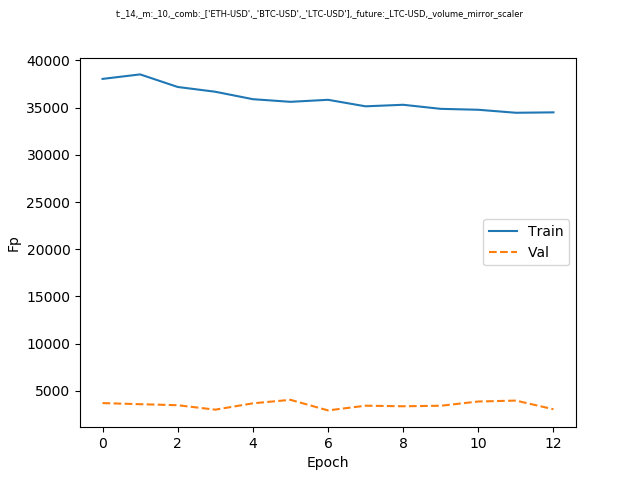 t:_14,_m:_10,_comb:_['ETH-USD',_'BTC-USD',_'LTC-USD'],_future:_LTC-USD,_volume_mirror_scaler
40000
35000
30000
25000
20000
15000
10000
5000
Fp
Train
Val
0 2 4 6 8 10 12
Epoch